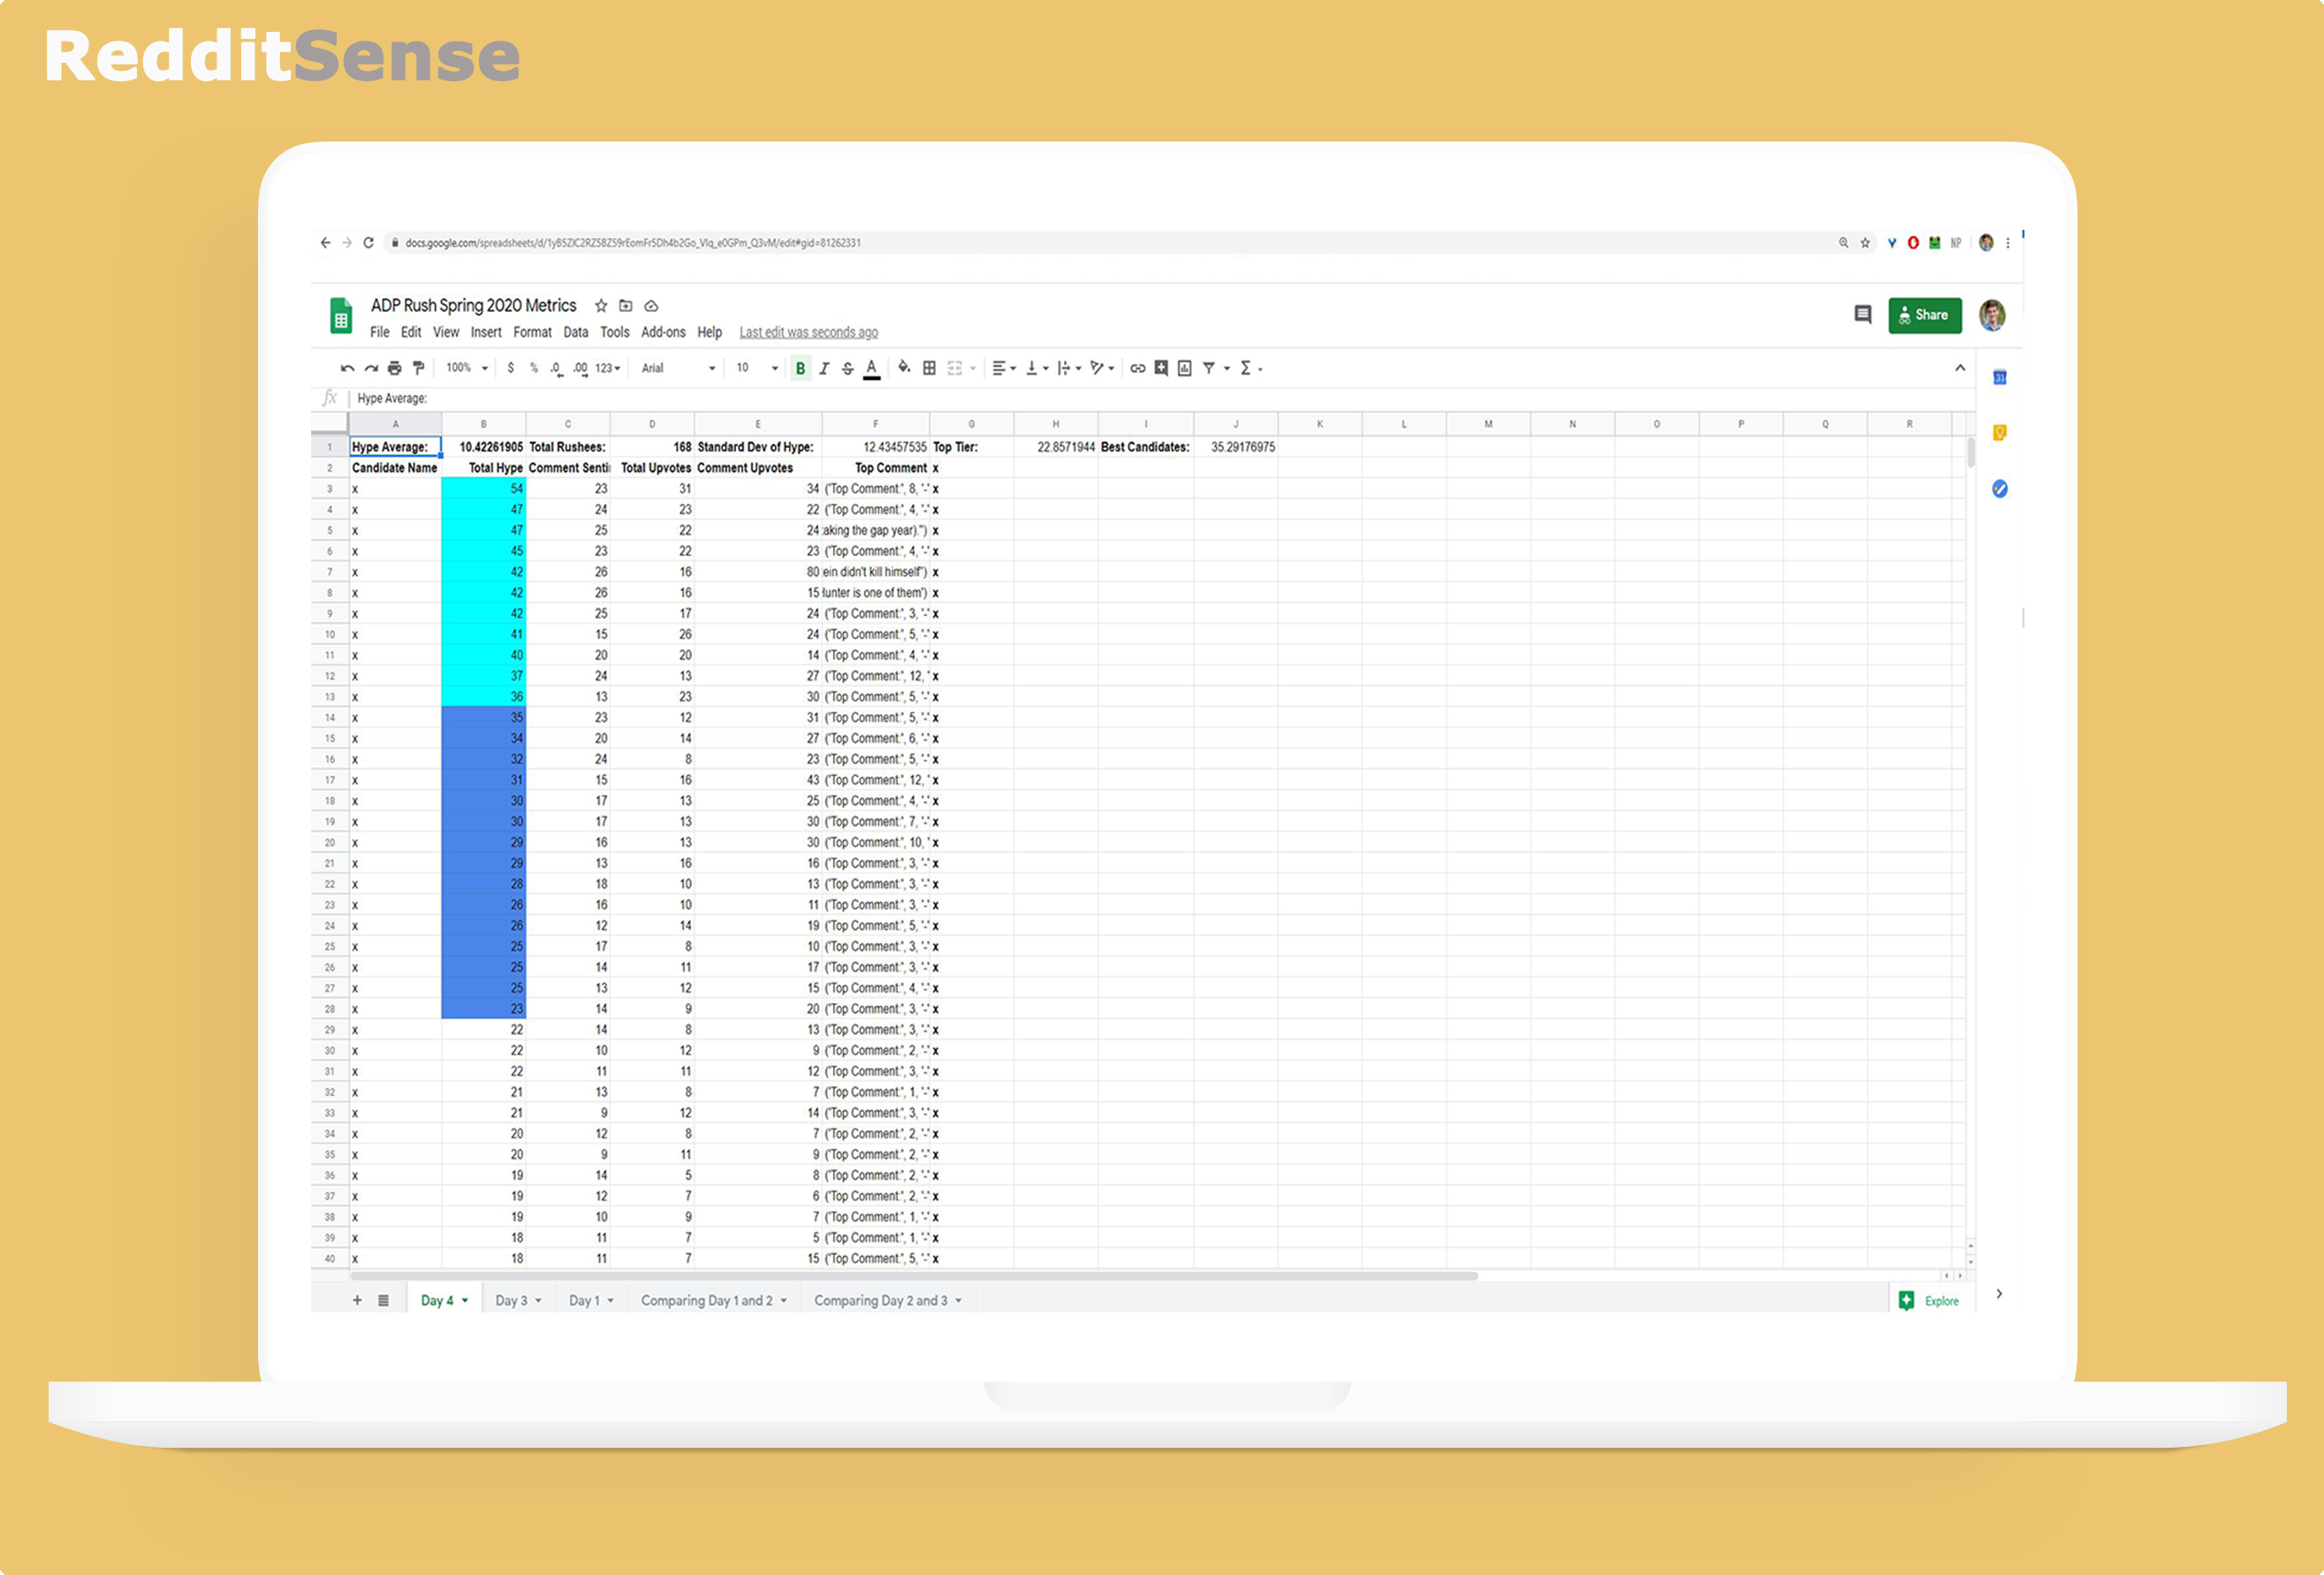 RedditSense
docs.google.com/spreadsheets/d/1yB5ZlC2RZ5BZ59rEomFr5Dh4b2Go_Vlq_e0GPm_Q3vM/edit#gid=81262331
NP
ADP Rush Spring 2020 Metrics
Share
File Edit View Insert Format Data Tools Add-ons Help Last edit was seconds ago
100% $ % .0 .00 123 Arial 10 B I S A
31
fx Hype Average:
A B C D E F G H I J K L M N O P Q R
1 Hype Average: 10.42261905 Total Rushees: 168 Standard Dev of Hype: 12.43457535 Top Tier: 22.8571944 Best Candidates: 35.29176975
2 Candidate Name Total Hype Comment Senti Total Upvotes Comment Upvotes Top Comment x
3 x 54 23 31 34 ('Top Comment:', 8, '-' x
4 x 47 24 23 22 ('Top Comment:', 4, '-' x
5 x 47 25 22 24 aking the gap year).") x
6 x 45 23 22 23 ('Top Comment:', 4, '-' x
7 x 42 26 16 80 ein didn't kill himself") x
8 x 42 26 16 15 Hunter is one of them') x
9 x 42 25 17 24 ('Top Comment:', 3, '-' x
10 x 41 15 26 24 ('Top Comment:', 5, '-' x
11 x 40 20 20 14 ('Top Comment:', 4, '-' x
12 x 37 24 13 27 ('Top Comment:', 12, ' x
13 x 36 13 23 30 ('Top Comment:', 5, '-' x
14 x 35 23 12 31 ('Top Comment:', 5, '-' x
15 x 34 20 14 27 ('Top Comment:', 6, '-' x
16 x 32 24 8 23 ('Top Comment:', 5, '-' x
17 x 31 15 16 43 ('Top Comment:', 12, ' x
18 x 30 17 13 25 ('Top Comment:', 4, '-' x
19 x 30 17 13 30 ('Top Comment:', 7, '-' x
20 x 29 16 13 30 ('Top Comment:', 10, ' x
21 x 29 13 16 16 ('Top Comment:', 3, '-' x
22 x 28 18 10 13 ('Top Comment:', 3, '-' x
23 x 26 16 10 11 ('Top Comment:', 3, '-' x
24 x 26 12 14 19 ('Top Comment:', 5, '-' x
25 x 25 17 8 10 ('Top Comment:', 3, '-' x
26 x 25 14 11 17 ('Top Comment:', 3, '-' x
27 x 25 13 12 15 ('Top Comment:', 4, '-' x
28 x 23 14 9 20 ('Top Comment:', 3, '-' x
29 x 22 14 8 13 ('Top Comment:', 3, '-' x
30 x 22 10 12 9 ('Top Comment:', 2, '-' x
31 x 22 11 11 12 ('Top Comment:', 3, '-' x
32 x 21 13 8 7 ('Top Comment:', 1, '-' x
33 x 21 9 12 14 ('Top Comment:', 3, '-' x
34 x 20 12 8 7 ('Top Comment:', 2, '-' x
35 x 20 9 11 9 ('Top Comment:', 2, '-' x
36 x 19 14 5 8 ('Top Comment:', 2, '-' x
37 x 19 12 7 6 ('Top Comment:', 2, '-' x
38 x 19 10 9 7 ('Top Comment:', 1, '-' x
39 x 18 11 7 5 ('Top Comment:', 1, '-' x
40 x 18 11 7 15 ('Top Comment:', 5, '-' x
Day 4 Day 3 Day 1 Comparing Day 1 and 2 Comparing Day 2 and 3 Explore